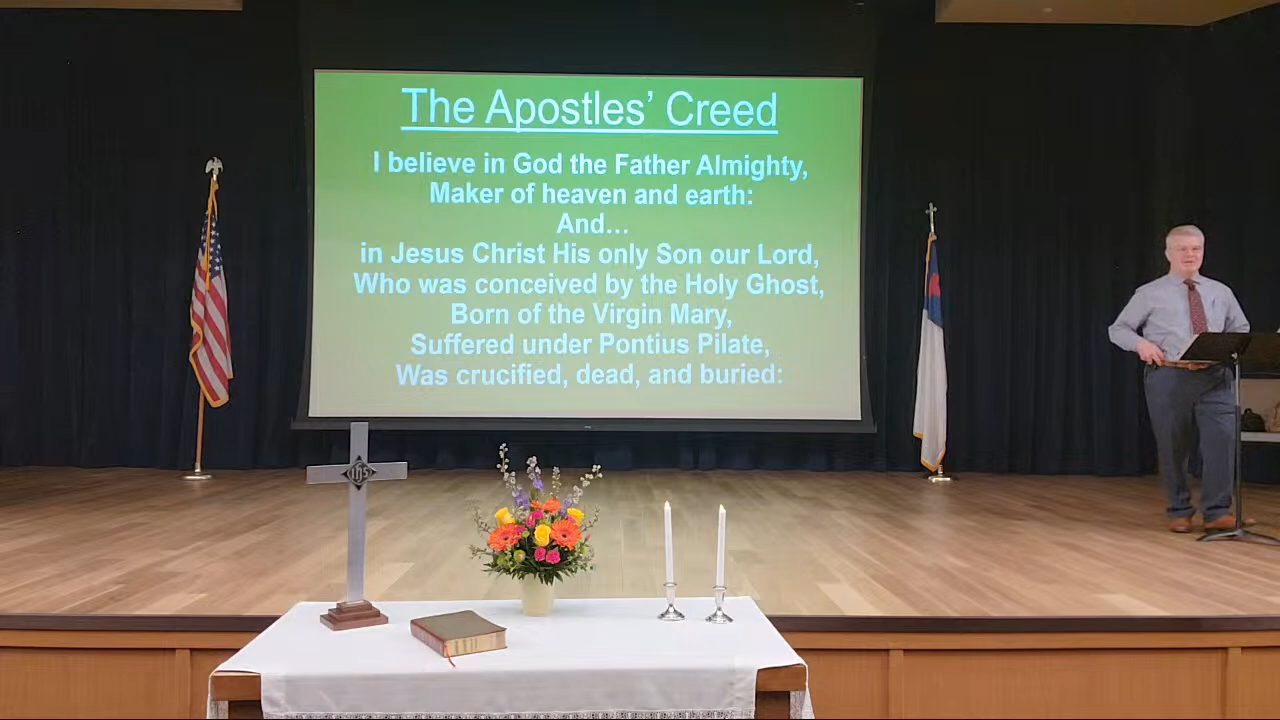 The Apostles’ Creed
I believe in God the Father Almighty,
Maker of heaven and earth:
And…
in Jesus Christ His only Son our Lord,
Who was conceived by the Holy Ghost,
Born of the Virgin Mary,
Suffered under Pontius Pilate,
Was crucified, dead, and buried:
IHS